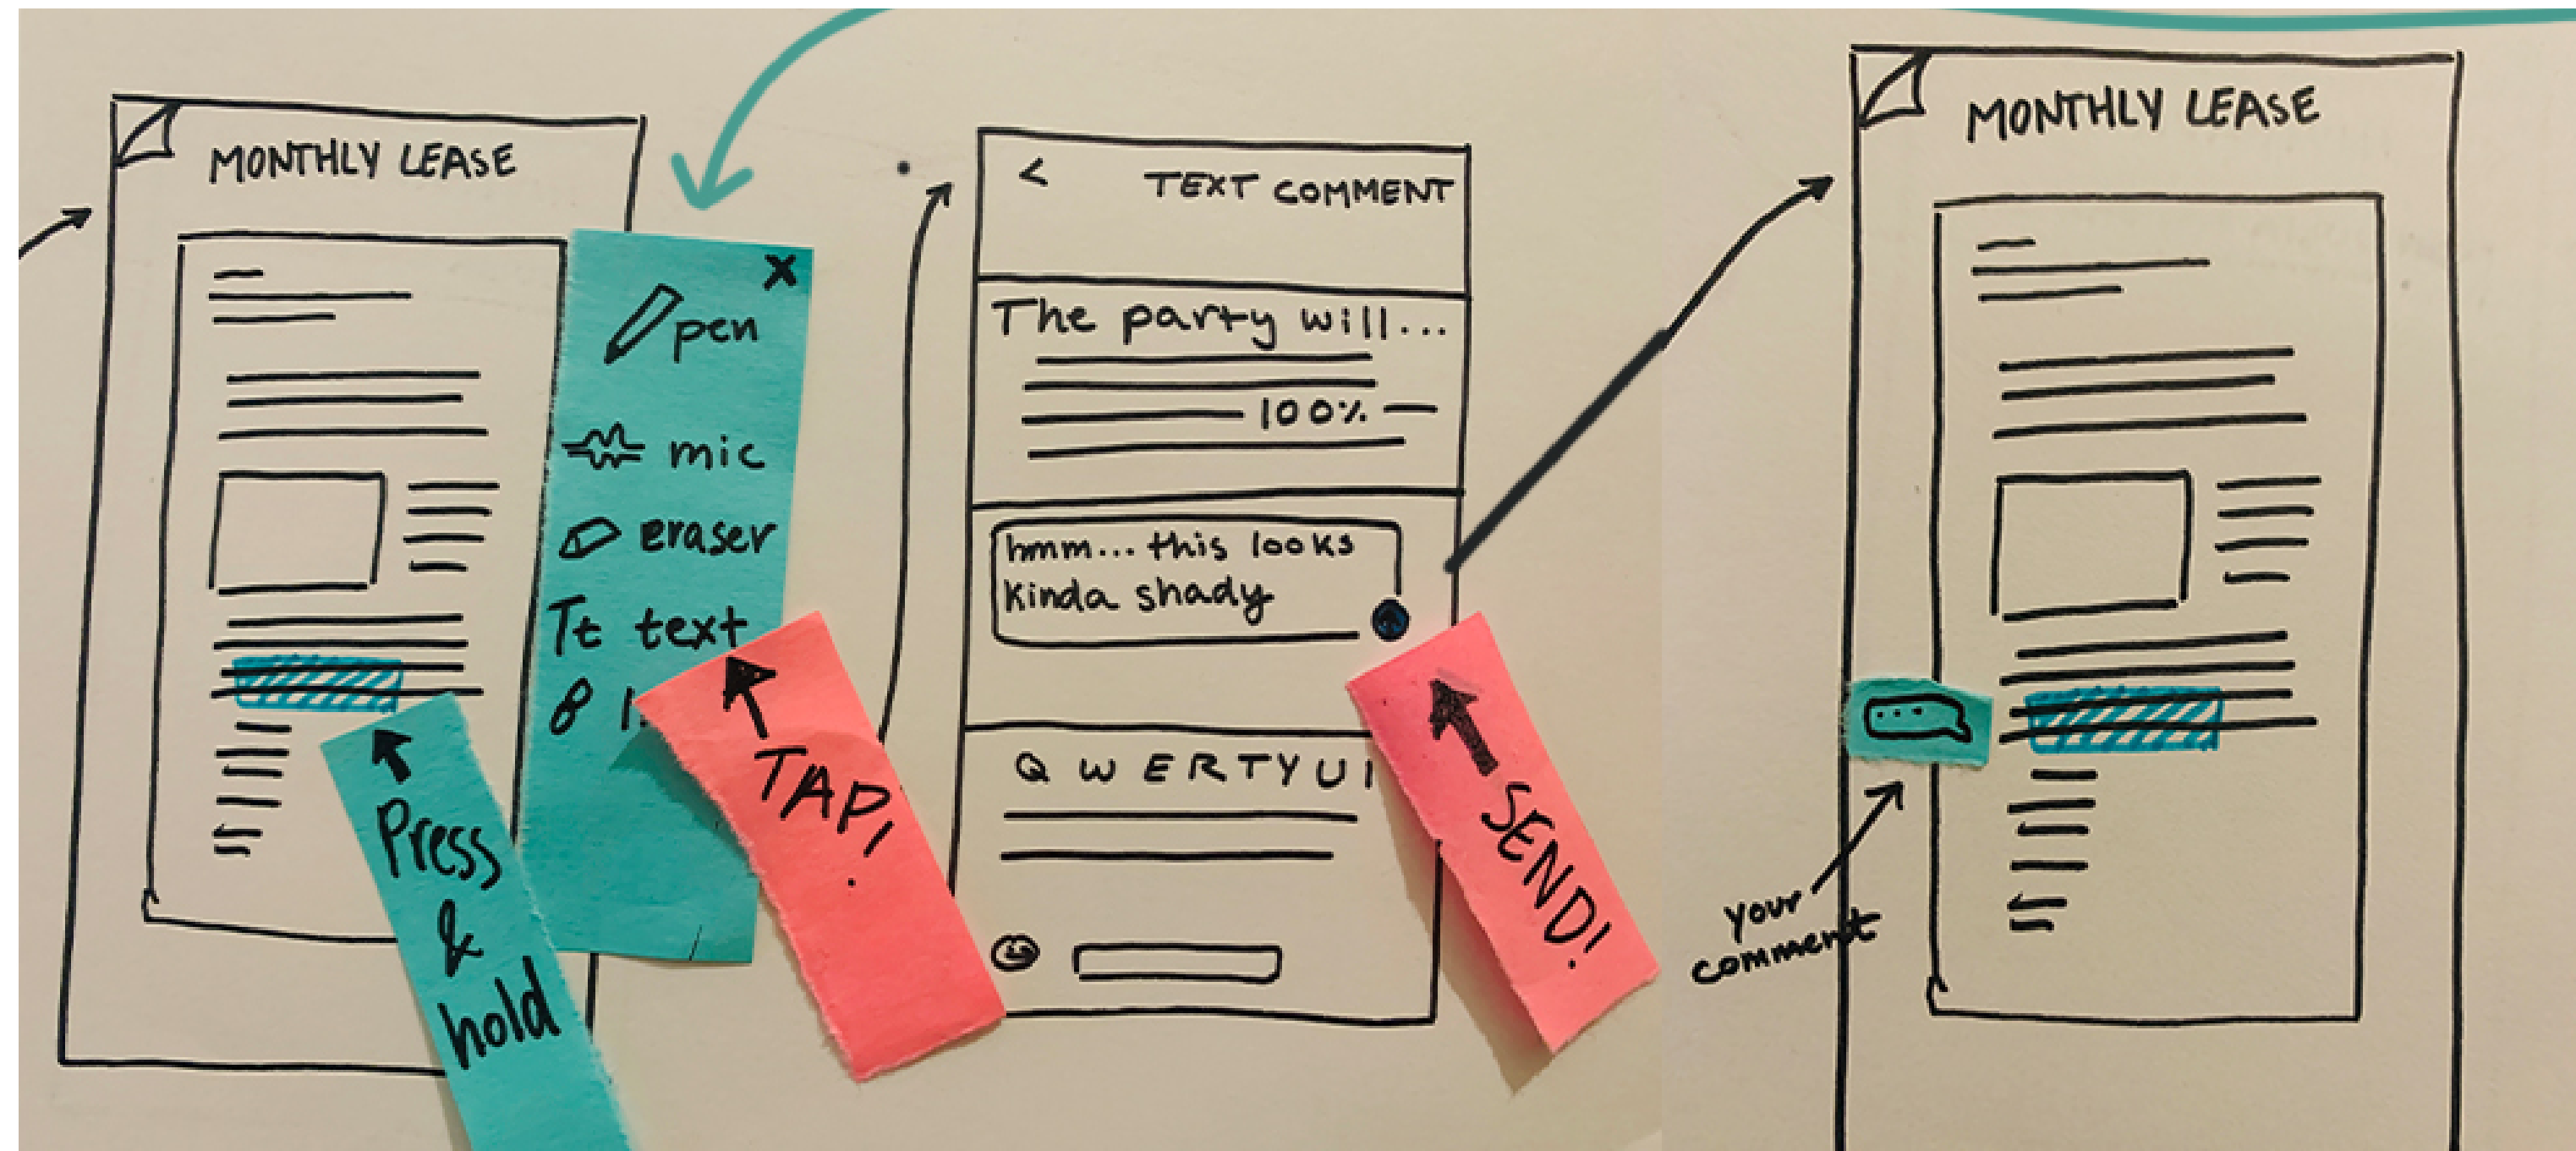 MONTHLY LEASE
X
pen
mic
eraser
Tt text
Press
&
hold
TAP!
<
TEXT COMMENT
The party will...
100%
hmm... this looks
kinda shady
Q W E R T Y U I
SEND!
MONTHLY LEASE
...
your
comment